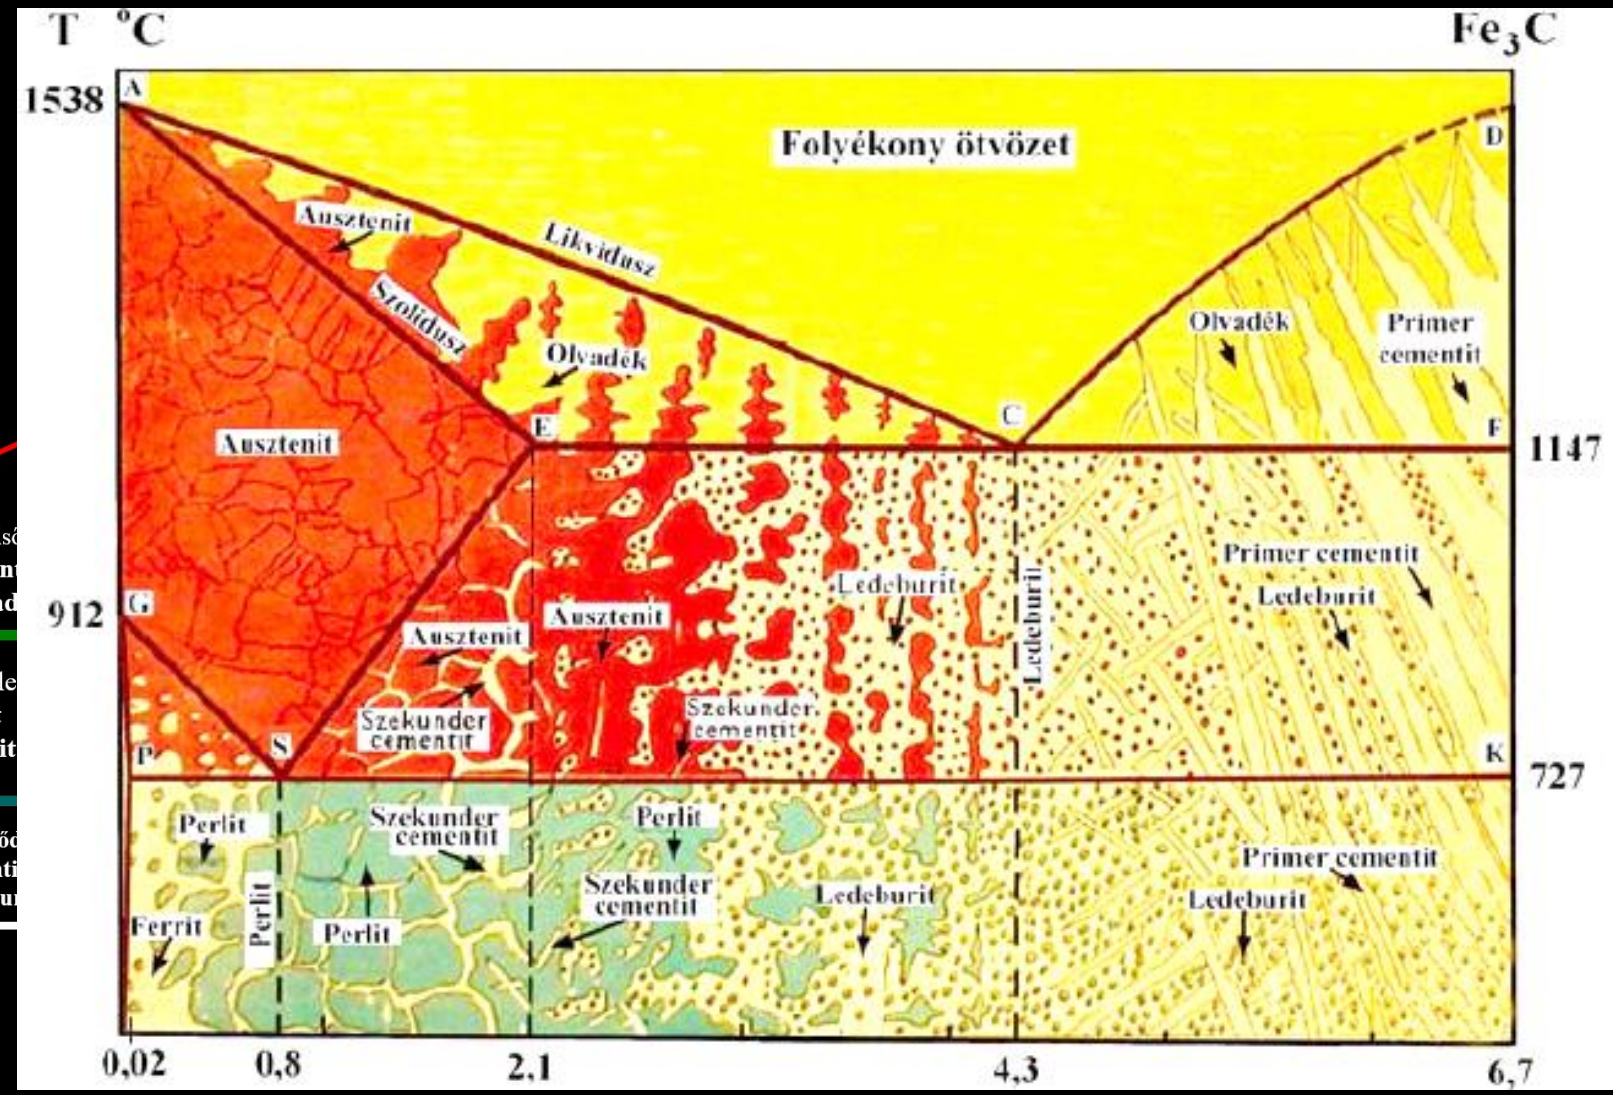 T °C
Fe₃C
A
1538
D
Folyékony ötvözet
Ausztenit
Likvidusz
Szolidusz
Olvadék
Olvadék
Primer
cementit
E
C
F
1147
Ausztenit
Primer cementit
Ledeburit
Ledeburit
Ledeburit
G
912
Ausztenit
Ausztenit
Szekunder
cementit
Szekunder
cementit
P
S
K
727
Perlit
Szekunder
cementit
Perlit
Primer cementit
Szekunder
cementit
Ledeburit
Ledeburit
Ferrit
Perlit
Perlit
0,02
0,8
2,1
4,3
6,7